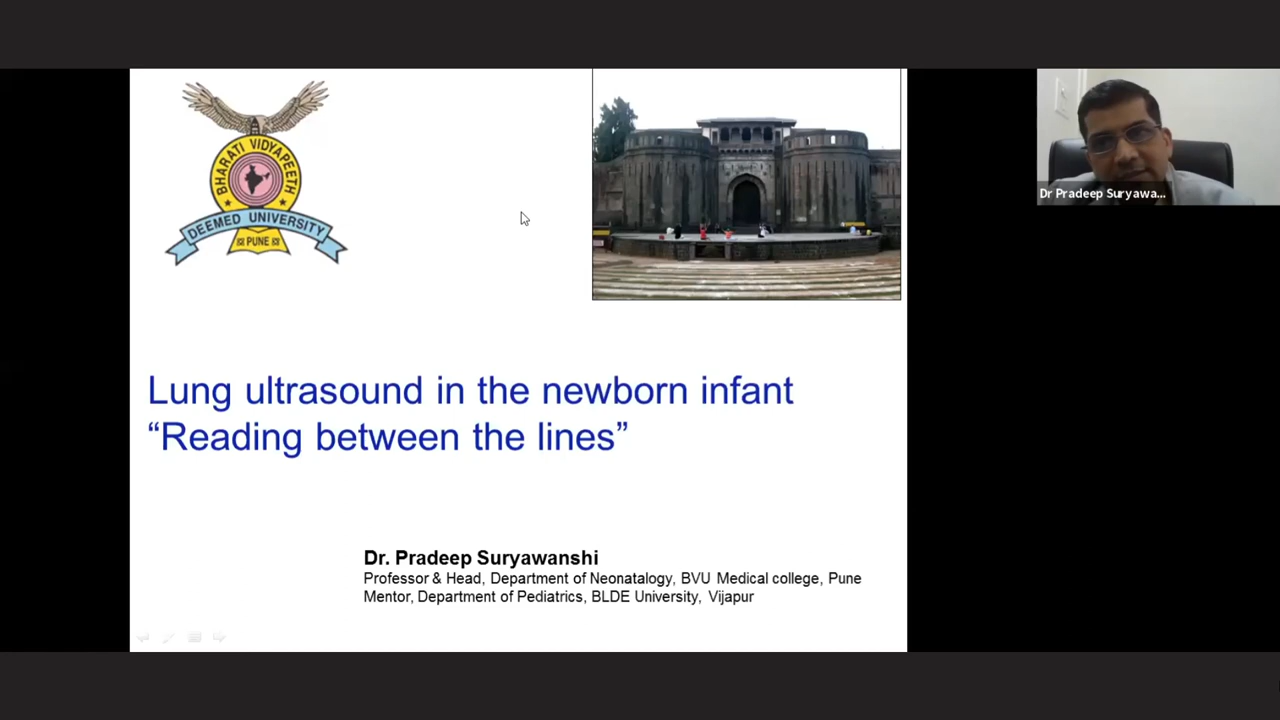 BHARATI VIDYAPEETH
DEEMED UNIVERSITY
PUNE
Dr Pradeep Suryawa...
Lung ultrasound in the newborn infant
“Reading between the lines”
Dr. Pradeep Suryawanshi
Professor & Head, Department of Neonatalogy, BVU Medical college, Pune
Mentor, Department of Pediatrics, BLDE University, Vijapur